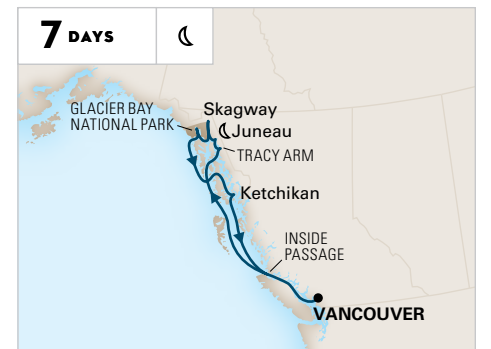 7 DAYS
GLACIER BAY
NATIONAL PARK
Skagway
Juneau
TRACY ARM
Ketchikan
INSIDE
PASSAGE
VANCOUVER